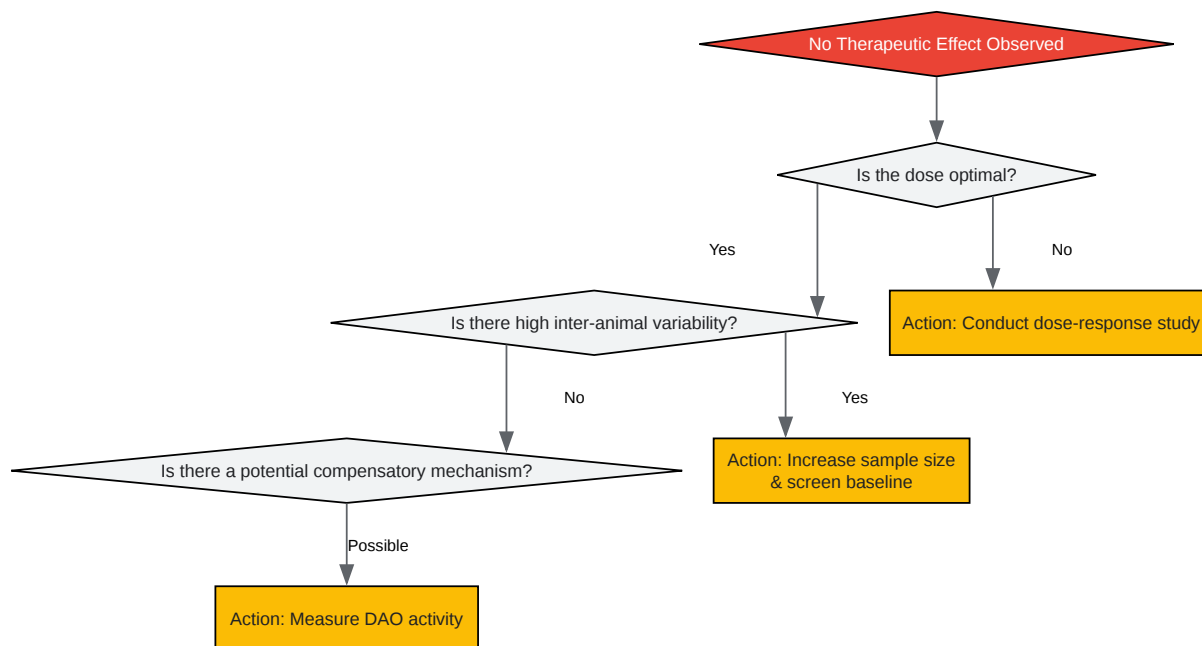 No Therapeutic Effect Observed
Is the dose optimal?
Yes
No
Is there high inter-animal variability?
Action: Conduct dose-response study
No
Yes
Is there a potential compensatory mechanism?
Action: Increase sample size
& screen baseline
Possible
Action: Measure DAO activity